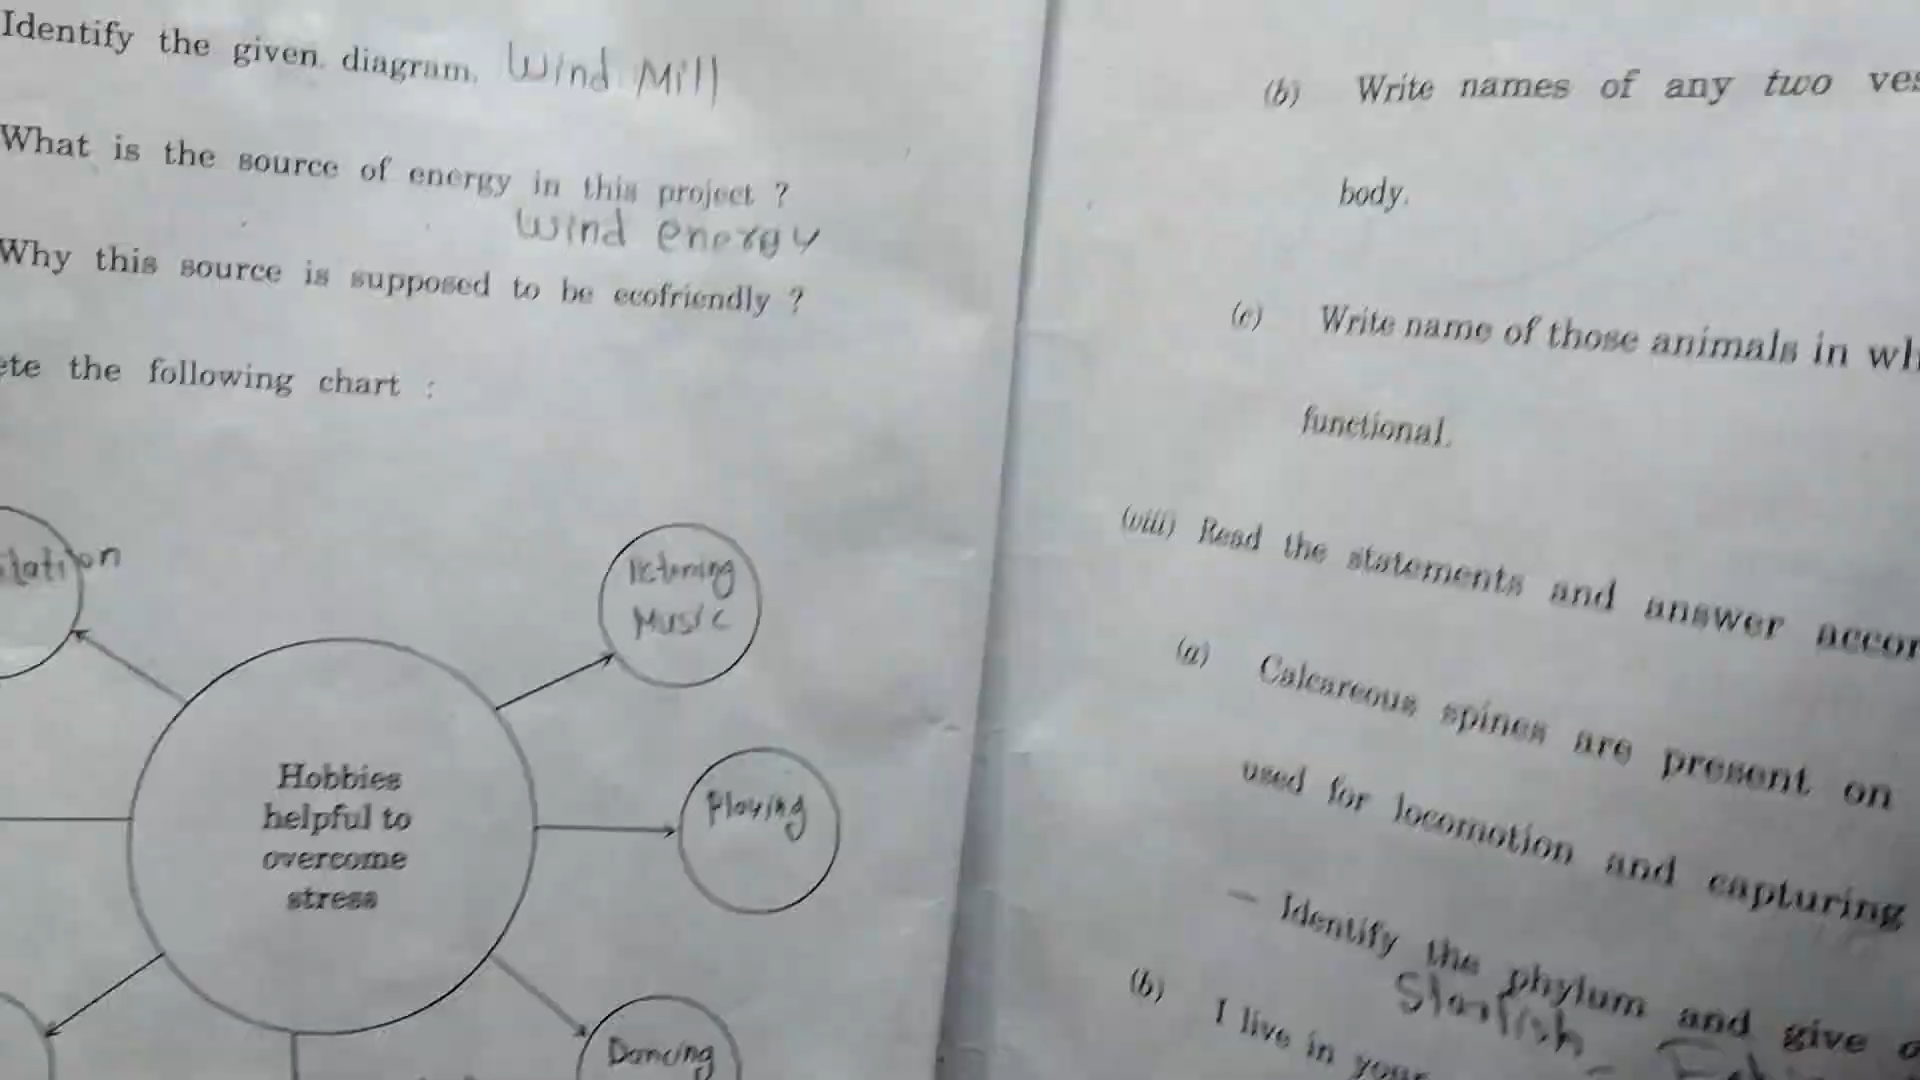 Identify the given diagram. Wind Mill
What is the source of energy in this project ?
Wind energy
Why this source is supposed to be ecofriendly ?
ete the following chart :
listening
Music
Playing
Hobbies
helpful to
overcome
stress
Dancing
(b) Write names of any two ves
body.
(c) Write name of those animals in wh
functional.
(viii) Read the statements and answer accor
(a) Calcareous spines are present on
used for locomotion and capturing
— Identify the phylum and give o
Starfish -
(b) I live in your